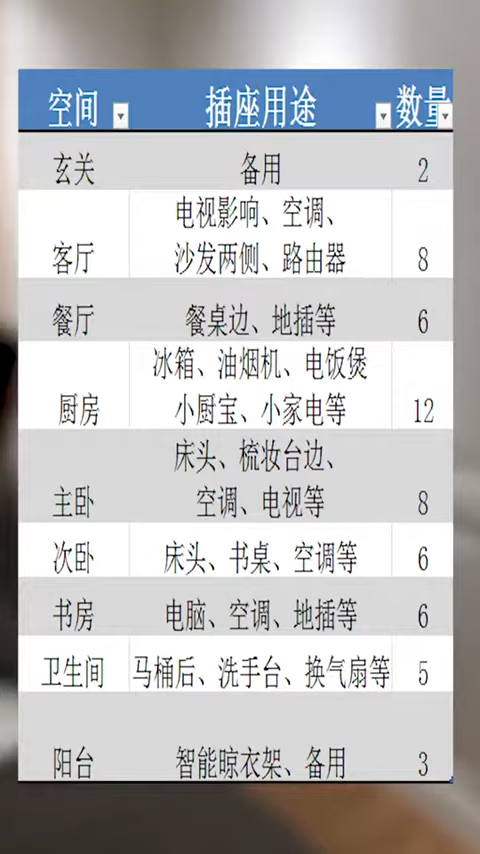 空间 插座用途 数量
玄关 备用 2
电视影响、空调、
客厅 沙发两侧、路由器 8
餐厅 餐桌边、地插等 6
冰箱、油烟机、电饭煲
厨房 小厨宝、小家电等 12
床头、梳妆台边、
主卧 空调、电视等 8
次卧 床头、书桌、空调等 6
书房 电脑、空调、地插等 6
卫生间 马桶后、洗手台、换气扇等 5
阳台 智能晾衣架、备用 3